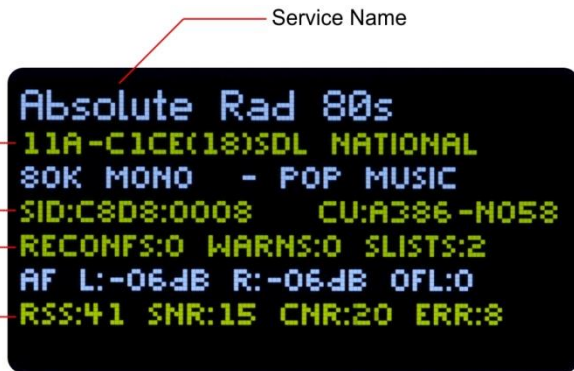 Service Name
Absolute Rad 80s
11A-C1CE(18)SDL NATIONAL
80K MONO - POP MUSIC
SID:C8D8:0008 CU:A386-N058
RECONFS:0 WARNS:0 SLISTS:2
AF L:-06dB R:-06dB OFL:0
RSS:41 SNR:15 CNR:20 ERR:8